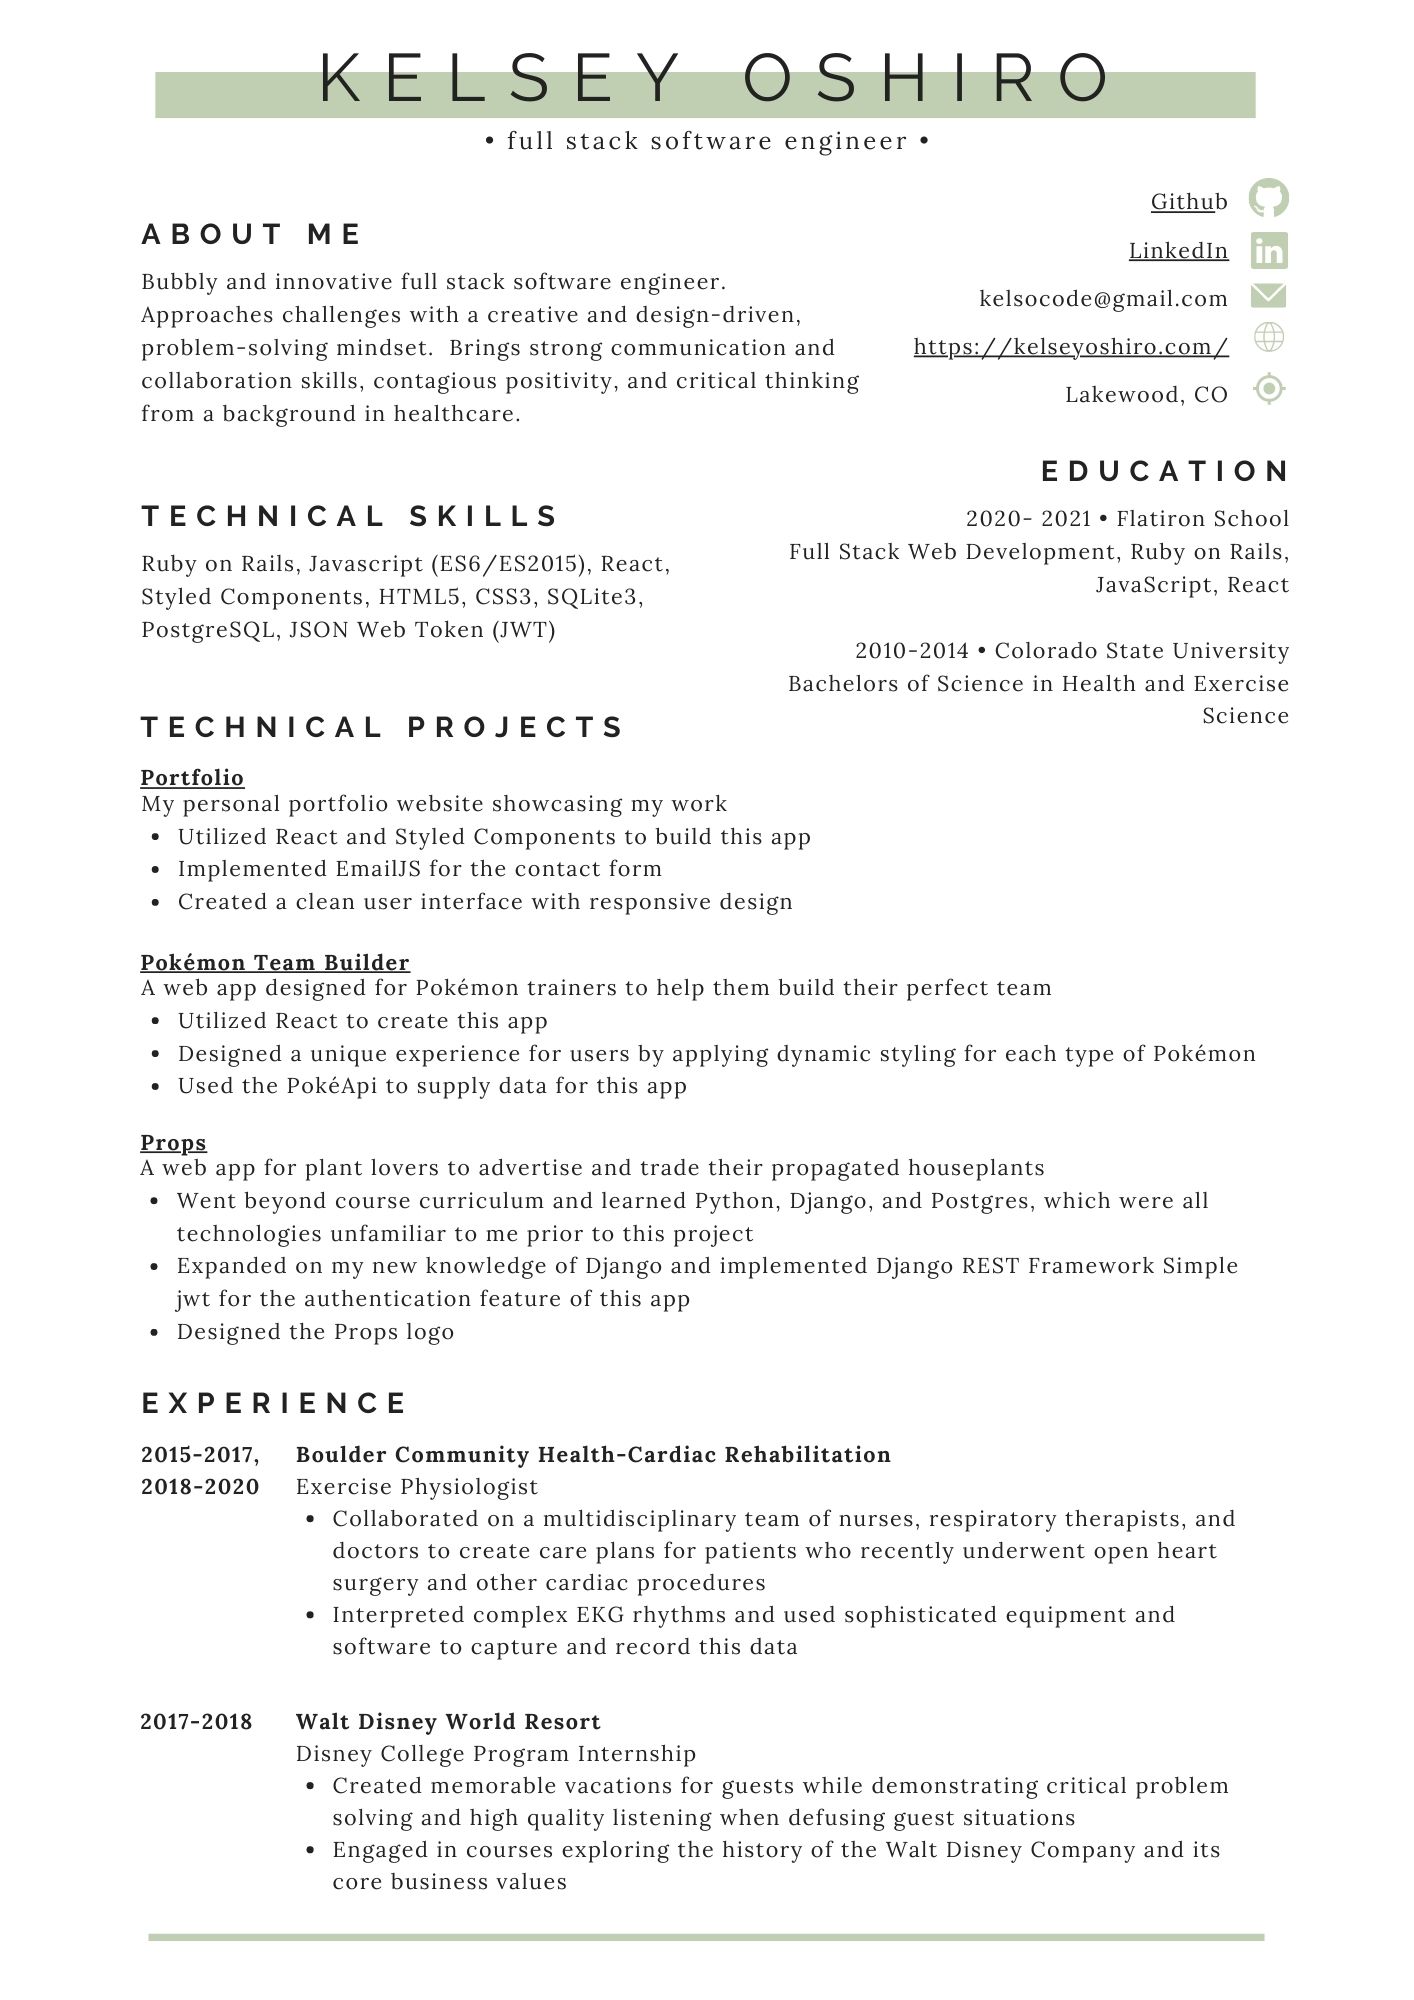 KELSEY OSHIRO
• full stack software engineer •
Github
LinkedIn
kelsocode@gmail.com
https://kelseyoshiro.com/
Lakewood, CO
ABOUT ME
Bubbly and innovative full stack software engineer.
Approaches challenges with a creative and design-driven,
problem-solving mindset.  Brings strong communication and
collaboration skills, contagious positivity, and critical thinking
from a background in healthcare.
EDUCATION
2020- 2021 • Flatiron School
Full Stack Web Development, Ruby on Rails,
JavaScript, React
2010-2014 • Colorado State University
Bachelors of Science in Health and Exercise
Science
TECHNICAL SKILLS
Ruby on Rails, Javascript (ES6/ES2015), React,
Styled Components, HTML5, CSS3, SQLite3,
PostgreSQL, JSON Web Token (JWT)
TECHNICAL PROJECTS
Portfolio
My personal portfolio website showcasing my work
• Utilized React and Styled Components to build this app
• Implemented EmailJS for the contact form
• Created a clean user interface with responsive design
Pokémon Team Builder
A web app designed for Pokémon trainers to help them build their perfect team
• Utilized React to create this app
• Designed a unique experience for users by applying dynamic styling for each type of Pokémon
• Used the PokéApi to supply data for this app
Props
A web app for plant lovers to advertise and trade their propagated houseplants
• Went beyond course curriculum and learned Python, Django, and Postgres, which were all
technologies unfamiliar to me prior to this project
• Expanded on my new knowledge of Django and implemented Django REST Framework Simple
jwt for the authentication feature of this app
• Designed the Props logo
EXPERIENCE
2015-2017, Boulder Community Health-Cardiac Rehabilitation
2018-2020 Exercise Physiologist
• Collaborated on a multidisciplinary team of nurses, respiratory therapists, and
doctors to create care plans for patients who recently underwent open heart
surgery and other cardiac procedures
• Interpreted complex EKG rhythms and used sophisticated equipment and
software to capture and record this data
2017-2018 Walt Disney World Resort
Disney College Program Internship
• Created memorable vacations for guests while demonstrating critical problem
solving and high quality listening when defusing guest situations
• Engaged in courses exploring the history of the Walt Disney Company and its
core business values